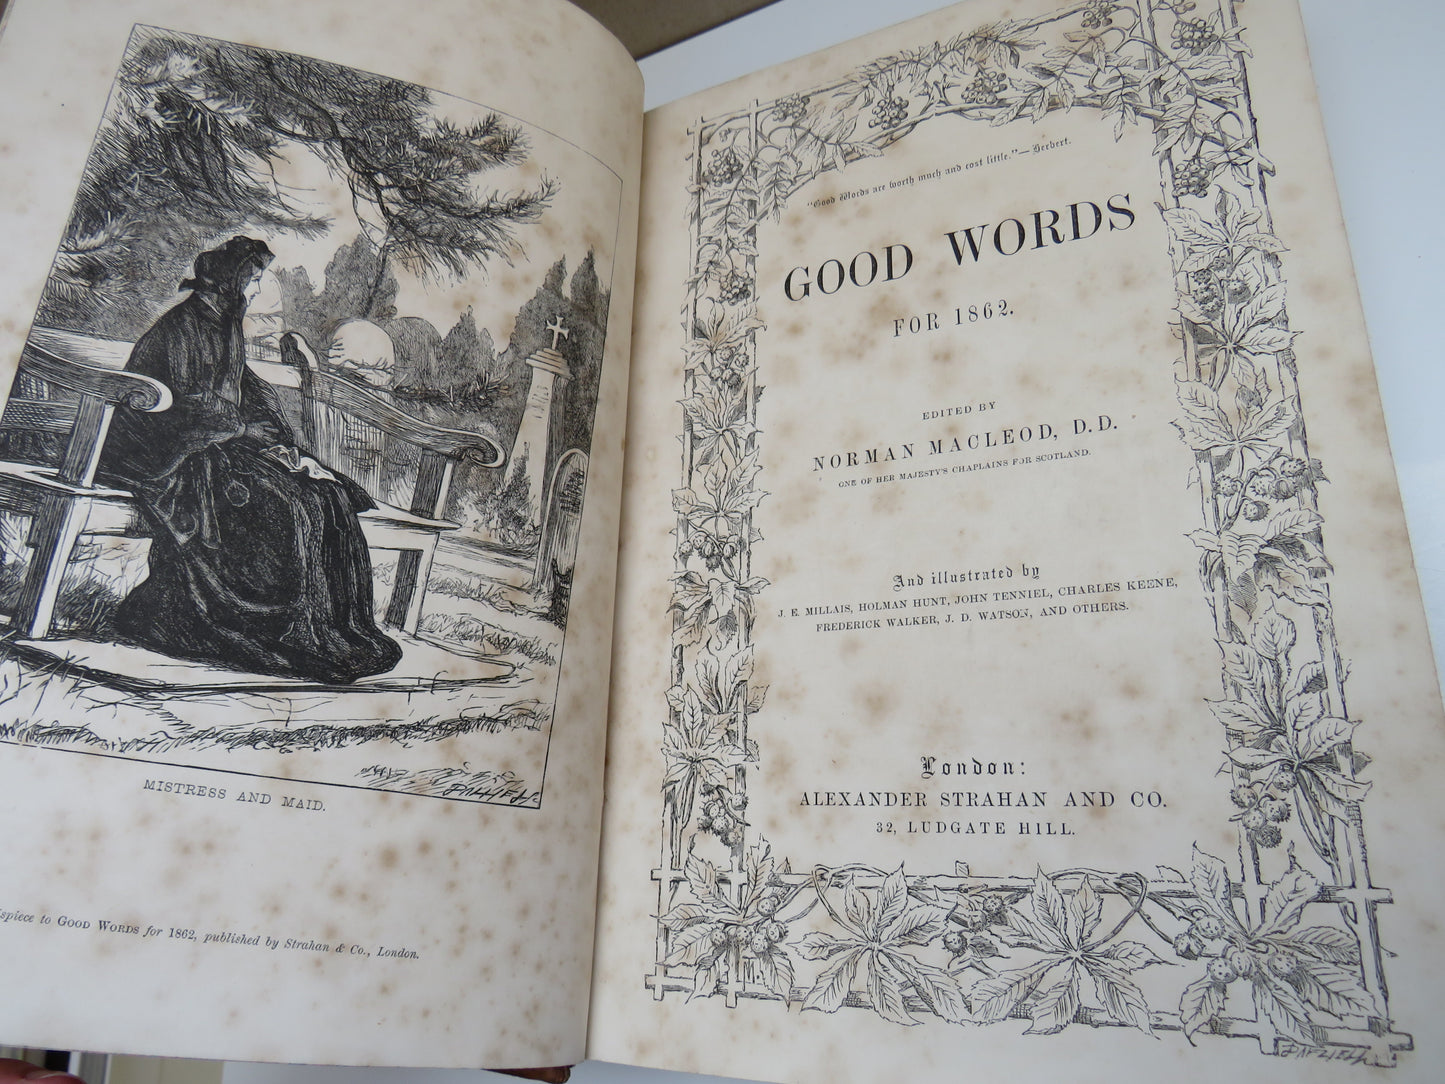 DALZIEL
MISTRESS AND MAID.
spiece to GOOD WORDS for 1862, published by Strahan & Co., London.
"Good Words are worth much and cost little."—Herbert.
GOOD WORDS
FOR 1862.
EDITED BY
NORMAN MACLEOD, D.D.
ONE OF HER MAJESTY'S CHAPLAINS FOR SCOTLAND.
And illustrated by
J. E. MILLAIS, HOLMAN HUNT, JOHN TENNIEL, CHARLES KEENE,
FREDERICK WALKER, J. D. WATSON, AND OTHERS.
London:
ALEXANDER STRAHAN AND CO.
32, LUDGATE HILL.
M.
DALZIEL